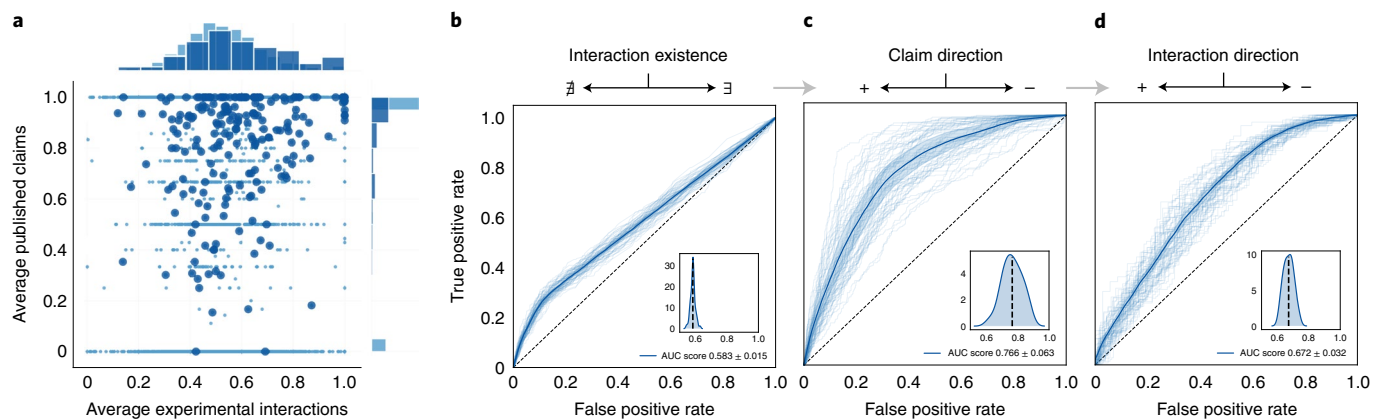 a
Average published claims
1.0
0.8
0.6
0.4
0.2
0
0 0.2 0.4 0.6 0.8 1.0
Average experimental interactions
b
Interaction existence
∄ ∃
True positive rate
1.0
0.8
0.6
0.4
0.2
0
30
20
10
0
0.6 0.8 1.0
AUC score 0.583 ± 0.015
0 0.2 0.4 0.6 0.8 1.0
False positive rate
c
Claim direction
+ −
4
2
0
0.6 0.8 1.0
AUC score 0.766 ± 0.063
0 0.2 0.4 0.6 0.8 1.0
False positive rate
d
Interaction direction
+ −
10
5
0
0.6 0.8 1.0
AUC score 0.672 ± 0.032
0 0.2 0.4 0.6 0.8 1.0
False positive rate